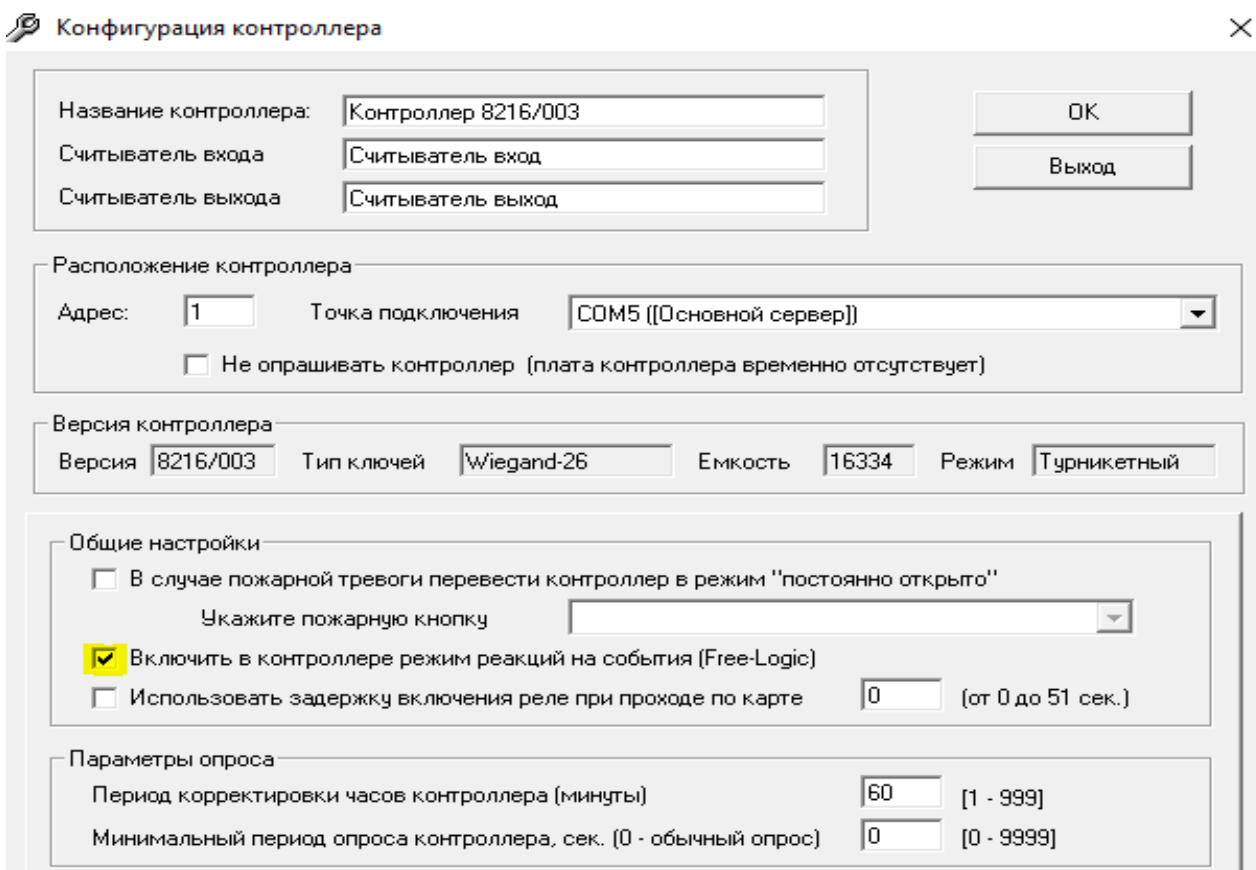 Конфигурация контроллера
Название контроллера: Контроллер 8216/003 OK
Считыватель входа Считыватель вход
Выход
Считыватель выхода Считыватель выход
Расположение контроллера
Адрес: 1 Точка подключения COM5 ([Основной сервер])
Не опрашивать контроллер (плата контроллера временно отсутствует)
Версия контроллера
Версия 8216/003 Тип ключей Wiegand-26 Емкость 16334 Режим Турникетный
Общие настройки
В случае пожарной тревоги перевести контроллер в режим "постоянно открыто"
Укажите пожарную кнопку
Включить в контроллере режим реакций на события (Free-Logic)
Использовать задержку включения реле при проходе по карте 0 (от 0 до 51 сек.)
Параметры опроса
Период корректировки часов контроллера (минуты) 60 [1 - 999]
Минимальный период опроса контроллера, сек. (0 - обычный опрос) 0 [0 - 9999]